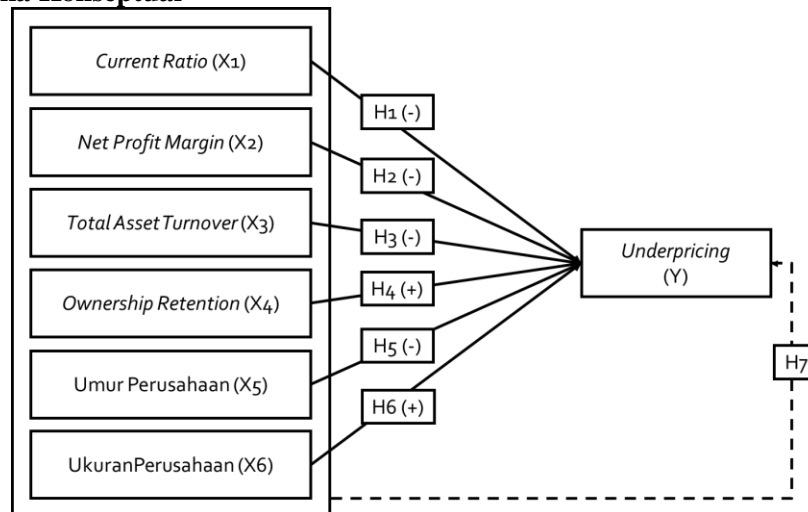 Konseptual
Current Ratio (X1)
H1 (-)
Net Profit Margin (X2)
H2 (-)
Total Asset Turnover (X3)
H3 (-)
Underpricing
(Y)
Ownership Retention (X4)
H4 (+)
Umur Perusahaan (X5)
H5 (-)
H7
UkuranPerusahaan (X6)
H6 (+)